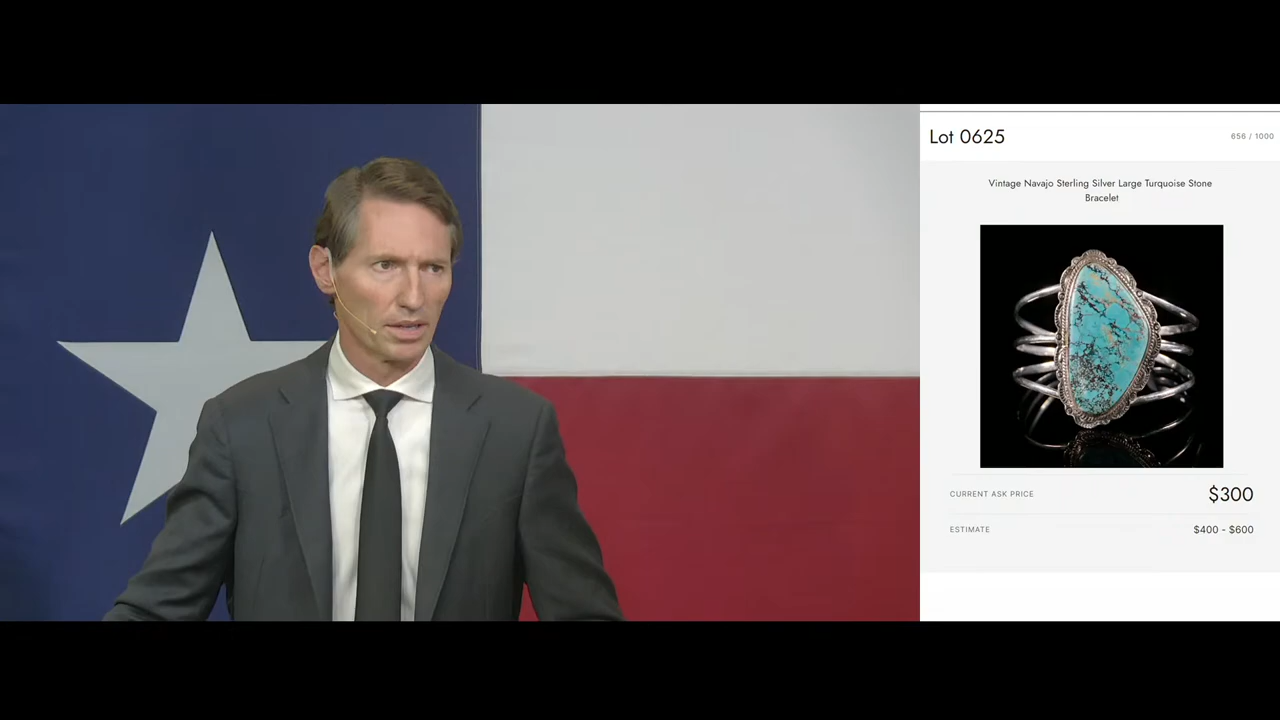 Lot 0625
656 / 1000
Vintage Navajo Sterling Silver Large Turquoise Stone
Bracelet
CURRENT ASK PRICE
$300
ESTIMATE
$400 - $600